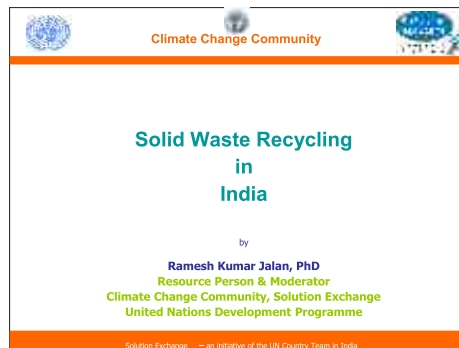 Climate Change Community
Solid Waste Recycling
in
India
by
Ramesh Kumar Jalan, PhD
Resource Person & Moderator
Climate Change Community, Solution Exchange
United Nations Development Programme
Solution Exchange – an initiative of the UN Country Team in India